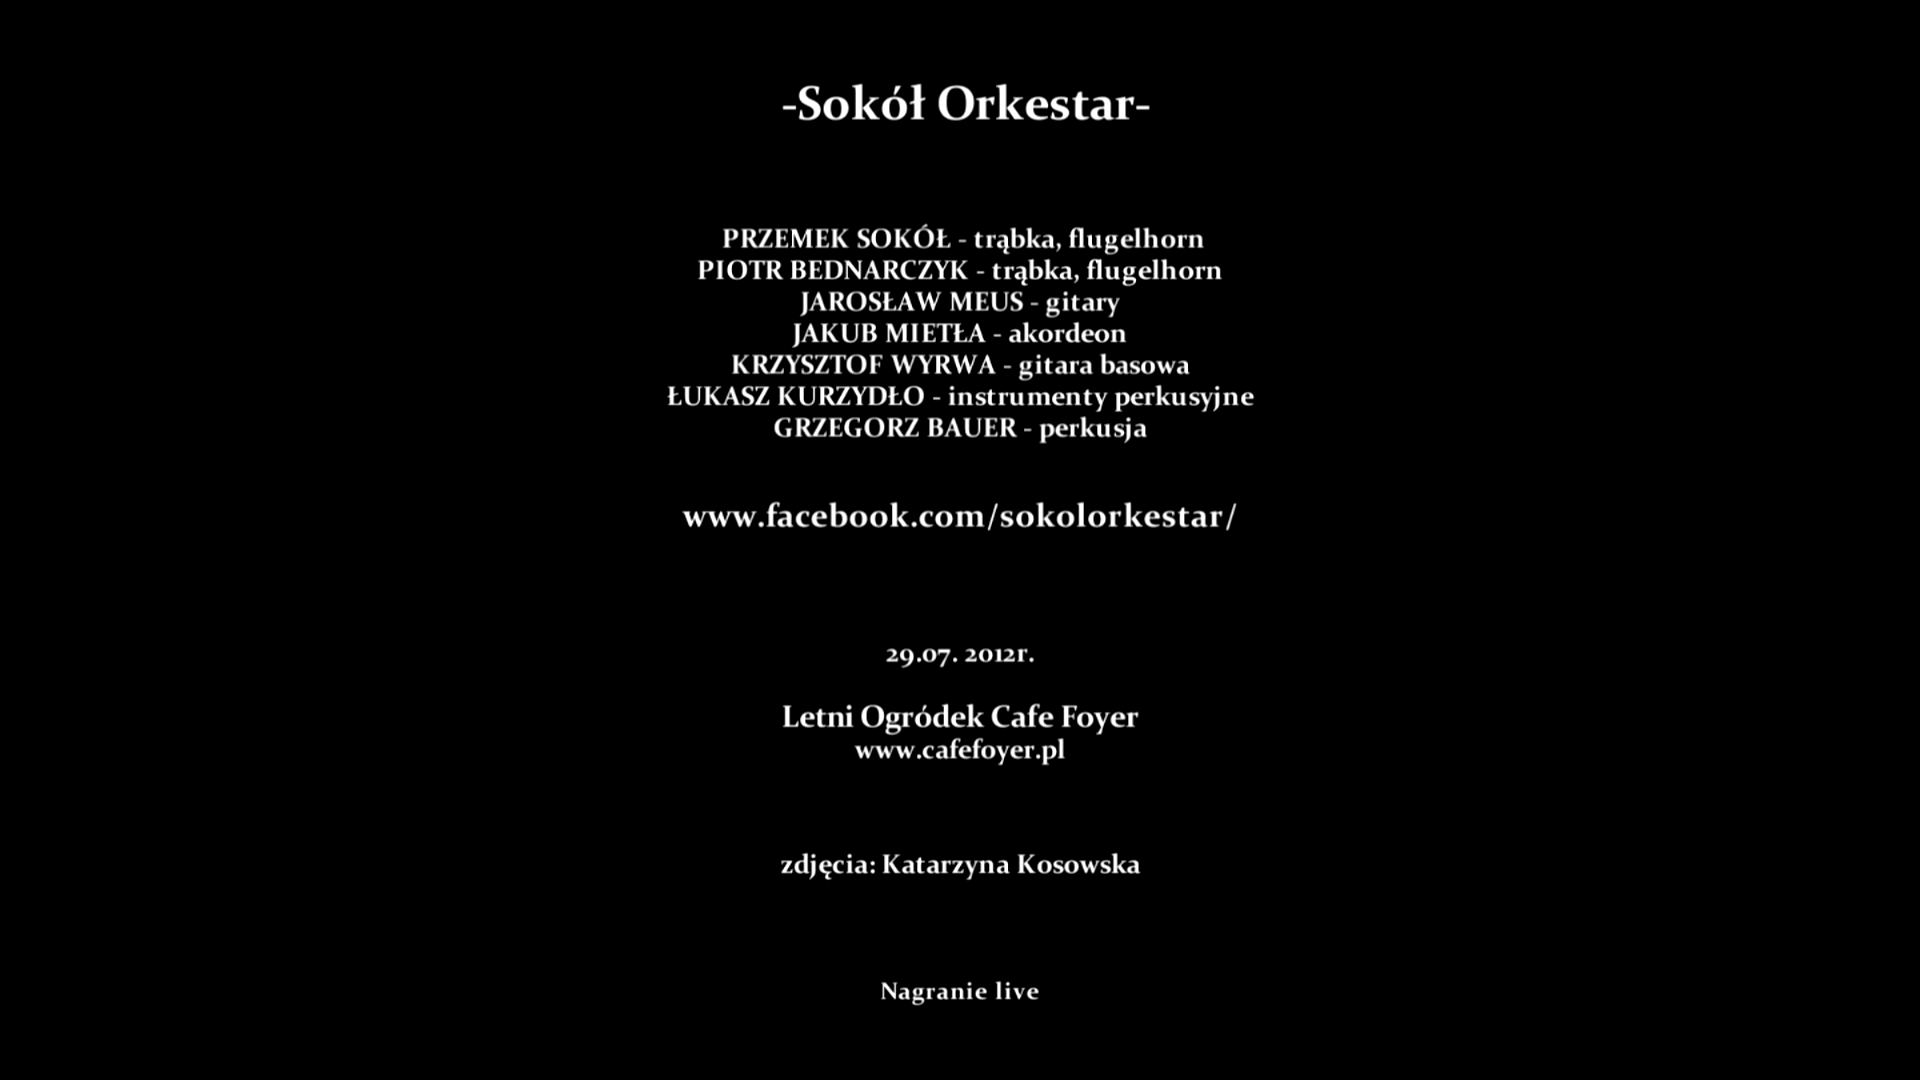 -Sokół Orkestar-
PRZEMEK SOKÓŁ - trąbka, flugelhorn
PIOTR BEDNARCZYK - trąbka, flugelhorn
JAROSŁAW MEUS - gitary
JAKUB MIETŁA - akordeon
KRZYSZTOF WYRWA - gitara basowa
ŁUKASZ KURZYDŁO - instrumenty perkusyjne
GRZEGORZ BAUER - perkusja
www.facebook.com/sokolorkestar/
29.07. 2012r.
Letni Ogródek Cafe Foyer
www.cafefoyer.pl
zdjęcia: Katarzyna Kosowska
Nagranie live